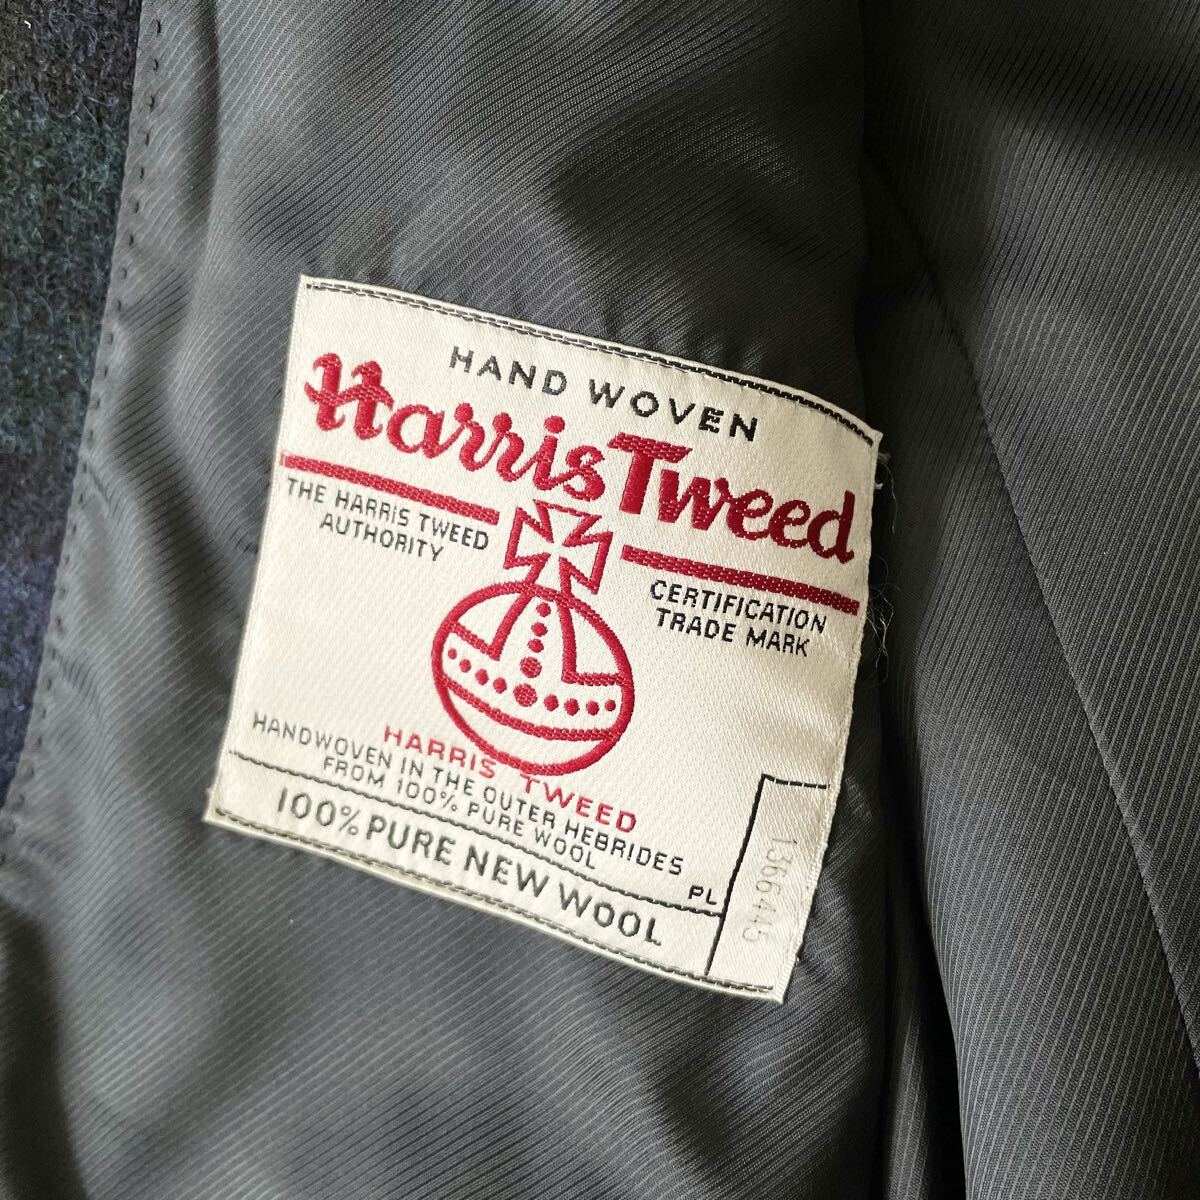 HAND WOVEN
Harris Tweed
THE HARRIS TWEED
AUTHORITY
CERTIFICATION
TRADE MARK
HARRIS TWEED
HANDWOVEN IN THE OUTER HEBRIDES
FROM 100% PURE WOOL
PL
100% PURE NEW WOOL
1366445